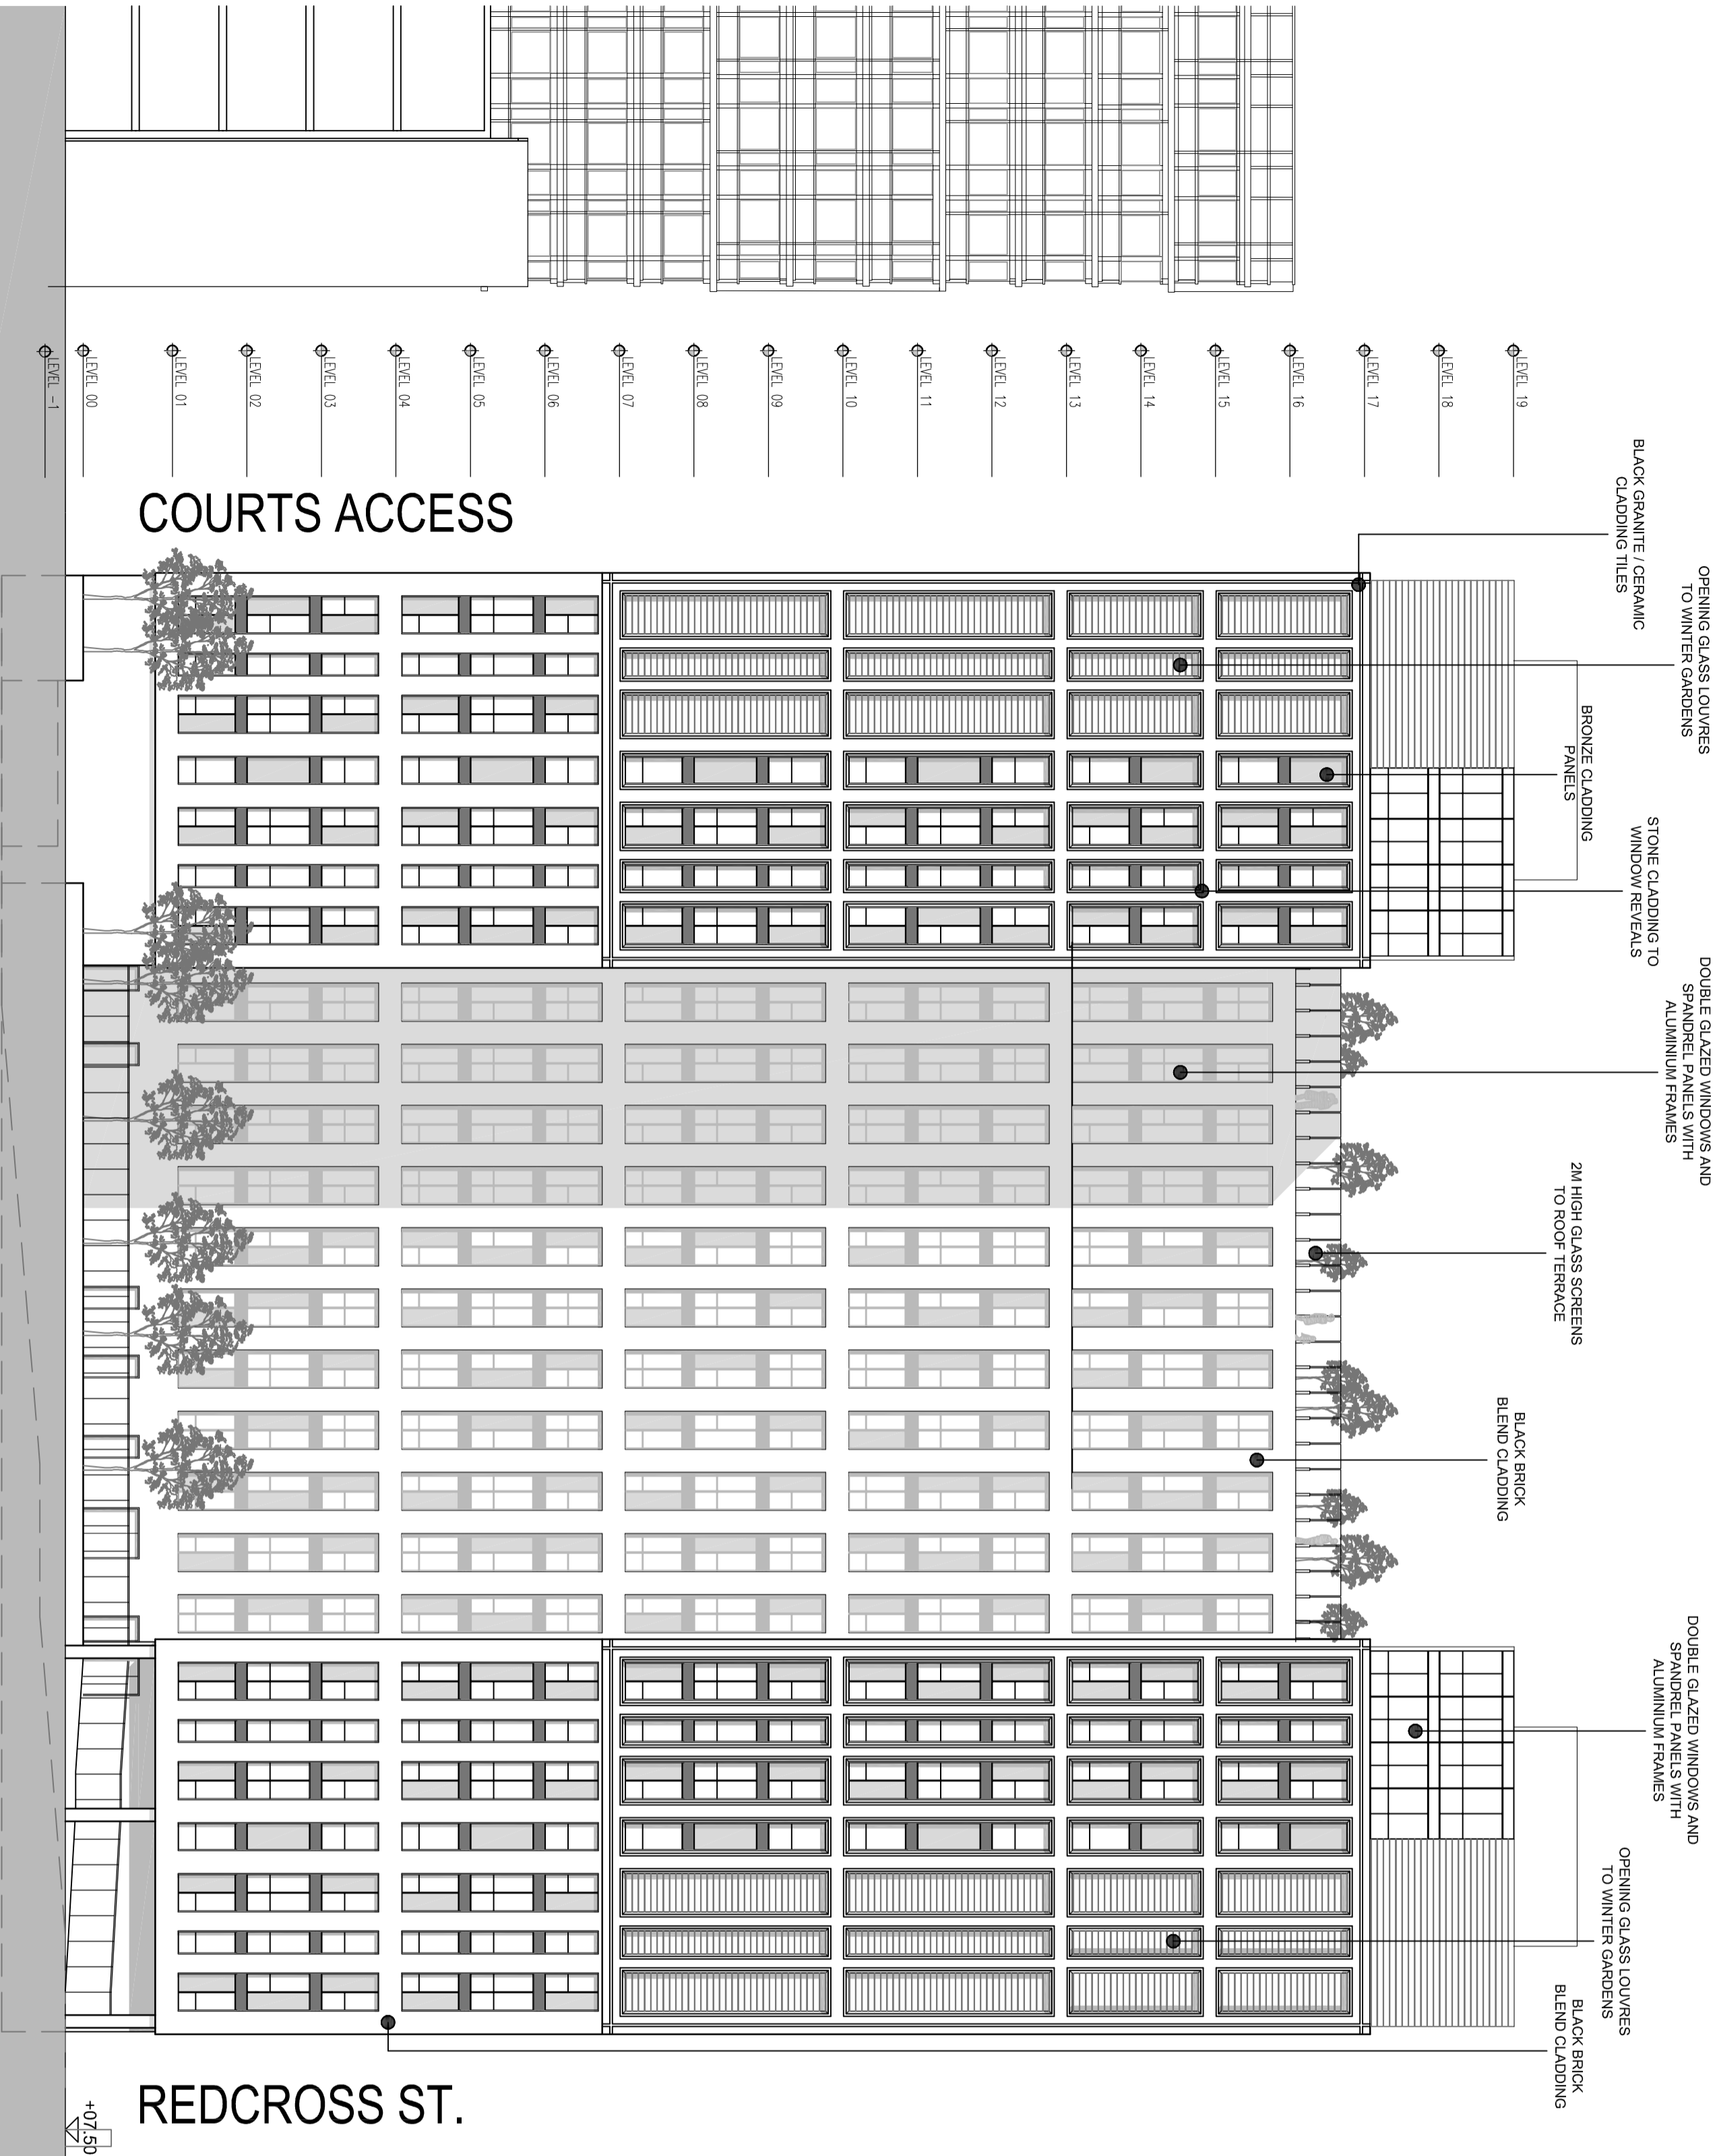 BLACK GRANITE / CERAMIC
CLADDING TILES
OPENING GLASS LOUVRES
TO WINTER GARDENS
BRONZE CLADDING
PANELS
STONE CLADDING TO
WINDOW REVEALS
DOUBLE GLAZED WINDOWS AND
SPANDREL PANELS WITH
ALUMINIUM FRAMES
2M HIGH GLASS SCREENS
TO ROOF TERRACE
BLACK BRICK
BLEND CLADDING
DOUBLE GLAZED WINDOWS AND
SPANDREL PANELS WITH
ALUMINIUM FRAMES
OPENING GLASS LOUVRES
TO WINTER GARDENS
BLACK BRICK
BLEND CLADDING
LEVEL 19
LEVEL 18
LEVEL 17
LEVEL 16
LEVEL 15
LEVEL 14
LEVEL 13
LEVEL 12
LEVEL 11
LEVEL 10
LEVEL 09
LEVEL 08
LEVEL 07
LEVEL 06
LEVEL 05
LEVEL 04
LEVEL 03
LEVEL 02
LEVEL 01
LEVEL 00
LEVEL -1
COURTS ACCESS
REDCROSS ST.
+07.50